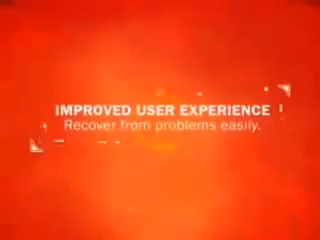 IMPROVED USER EXPERIENCE
Recover from problems easily.